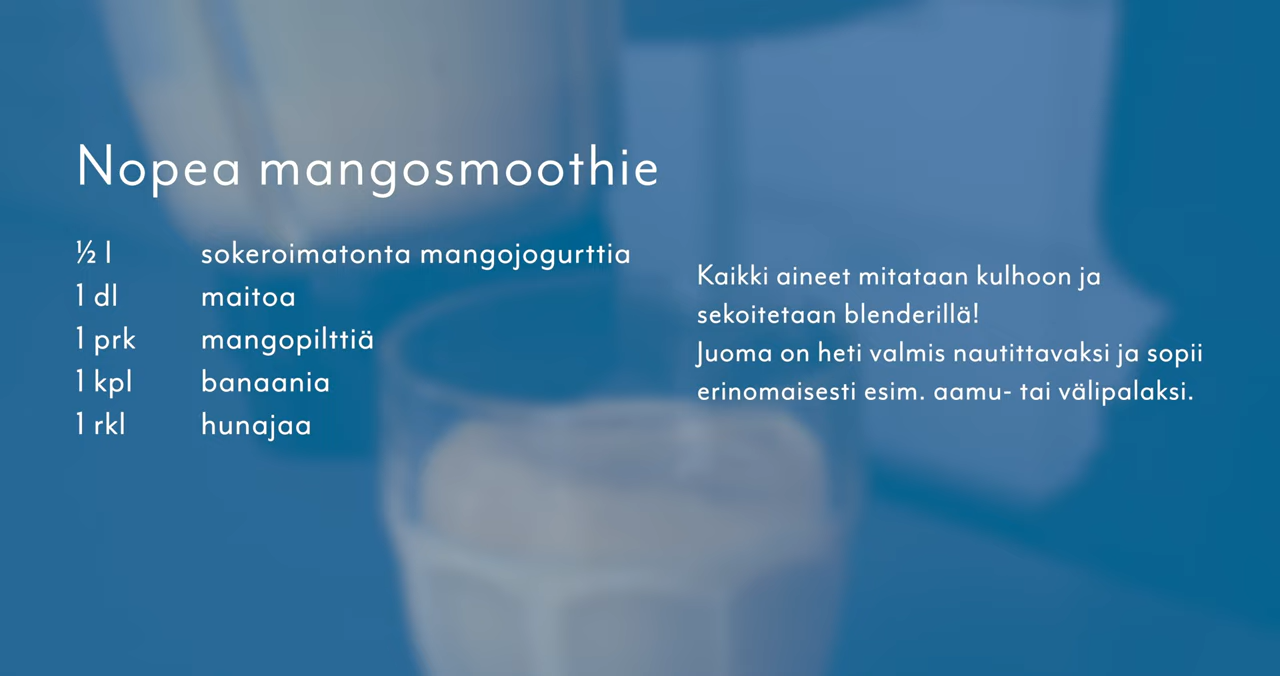 Nopea mangosmoothie
½ l sokeroimatonta mangojogurttia
1 dl maitoa
1 prk mangopilttiä
1 kpl banaania
1 rkl hunajaa
Kaikki aineet mitataan kulhoon ja
sekoitetaan blenderillä!
Juoma on heti valmis nautittavaksi ja sopii
erinomaisesti esim. aamu- tai välipalaksi.